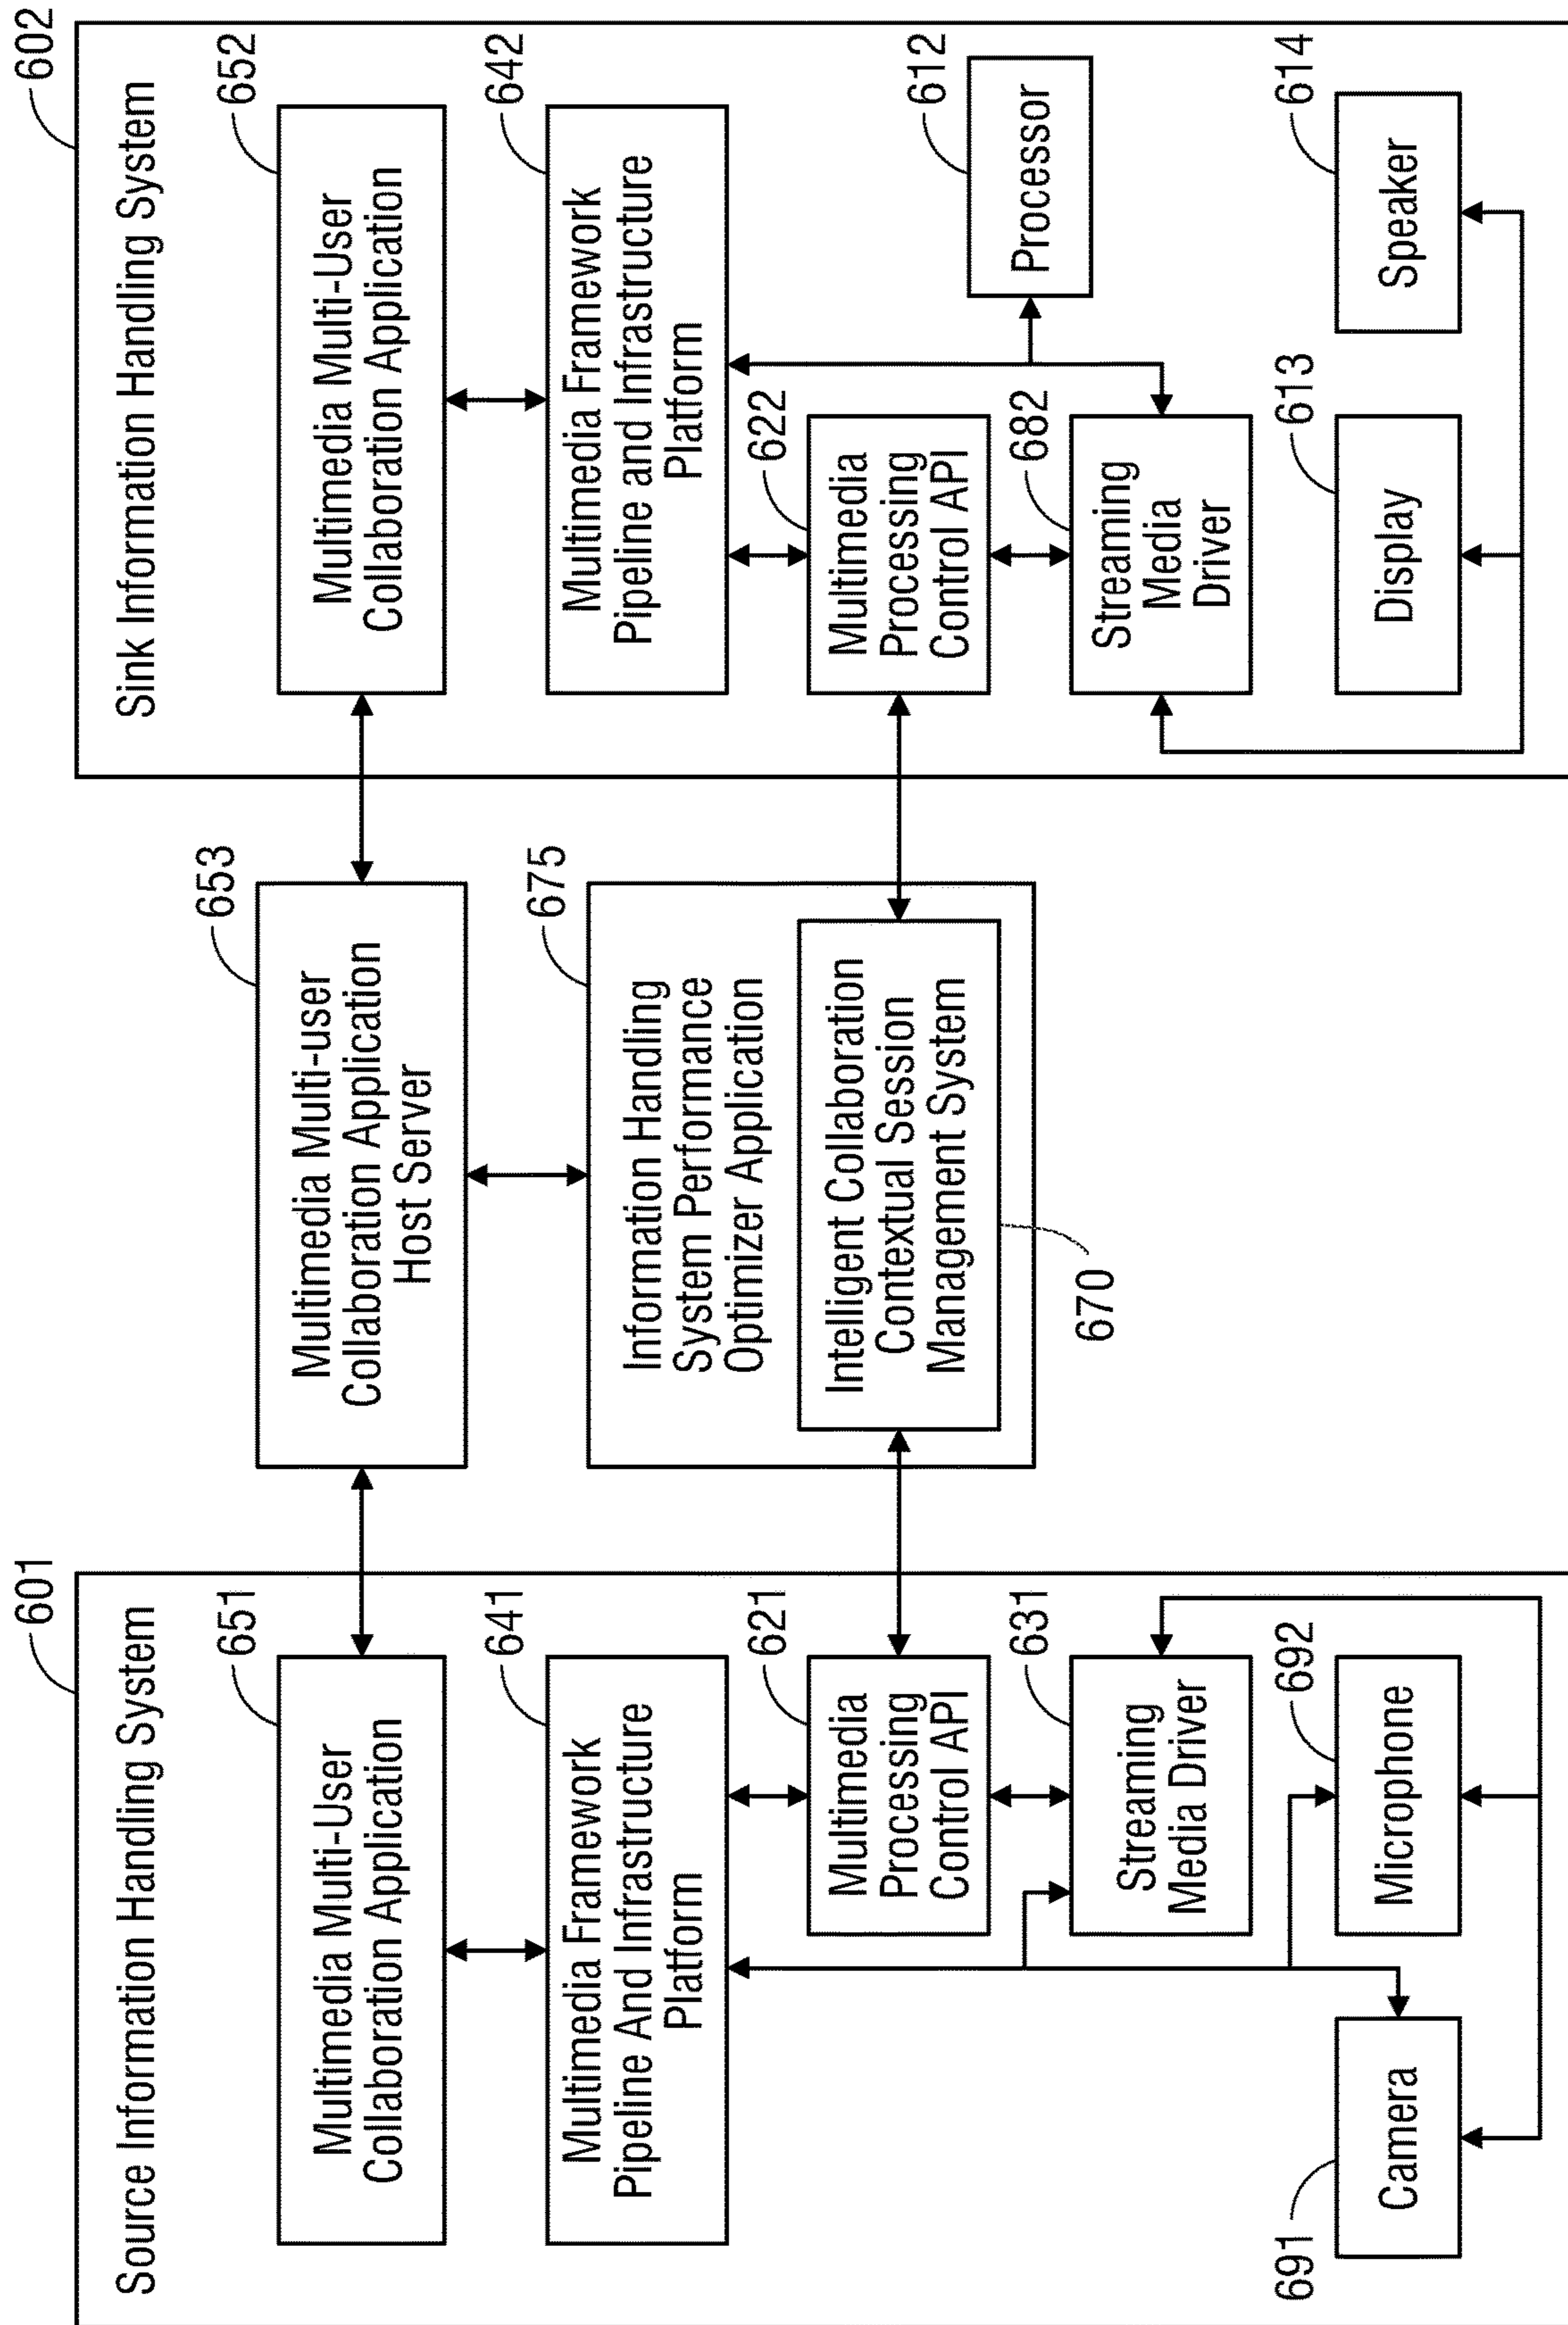 601
Source Information Handling System
651
Multimedia Multi-User
Collaboration Application
641
Multimedia Framework
Pipeline And Infrastructure
Platform
621
Multimedia
Processing
Control API
631
Streaming
Media Driver
692
Microphone
691
Camera
653
Multimedia Multi-user
Collaboration Application
Host Server
675
Information Handling
System Performance
Optimizer Application
Intelligent Collaboration
Contextual Session
Management System
670
602
Sink Information Handling System
652
Multimedia Multi-User
Collaboration Application
642
Multimedia Framework
Pipeline and Infrastructure
Platform
622
Multimedia
Processing
Control API
612
Processor
682
Streaming
Media
Driver
613
Display
614
Speaker